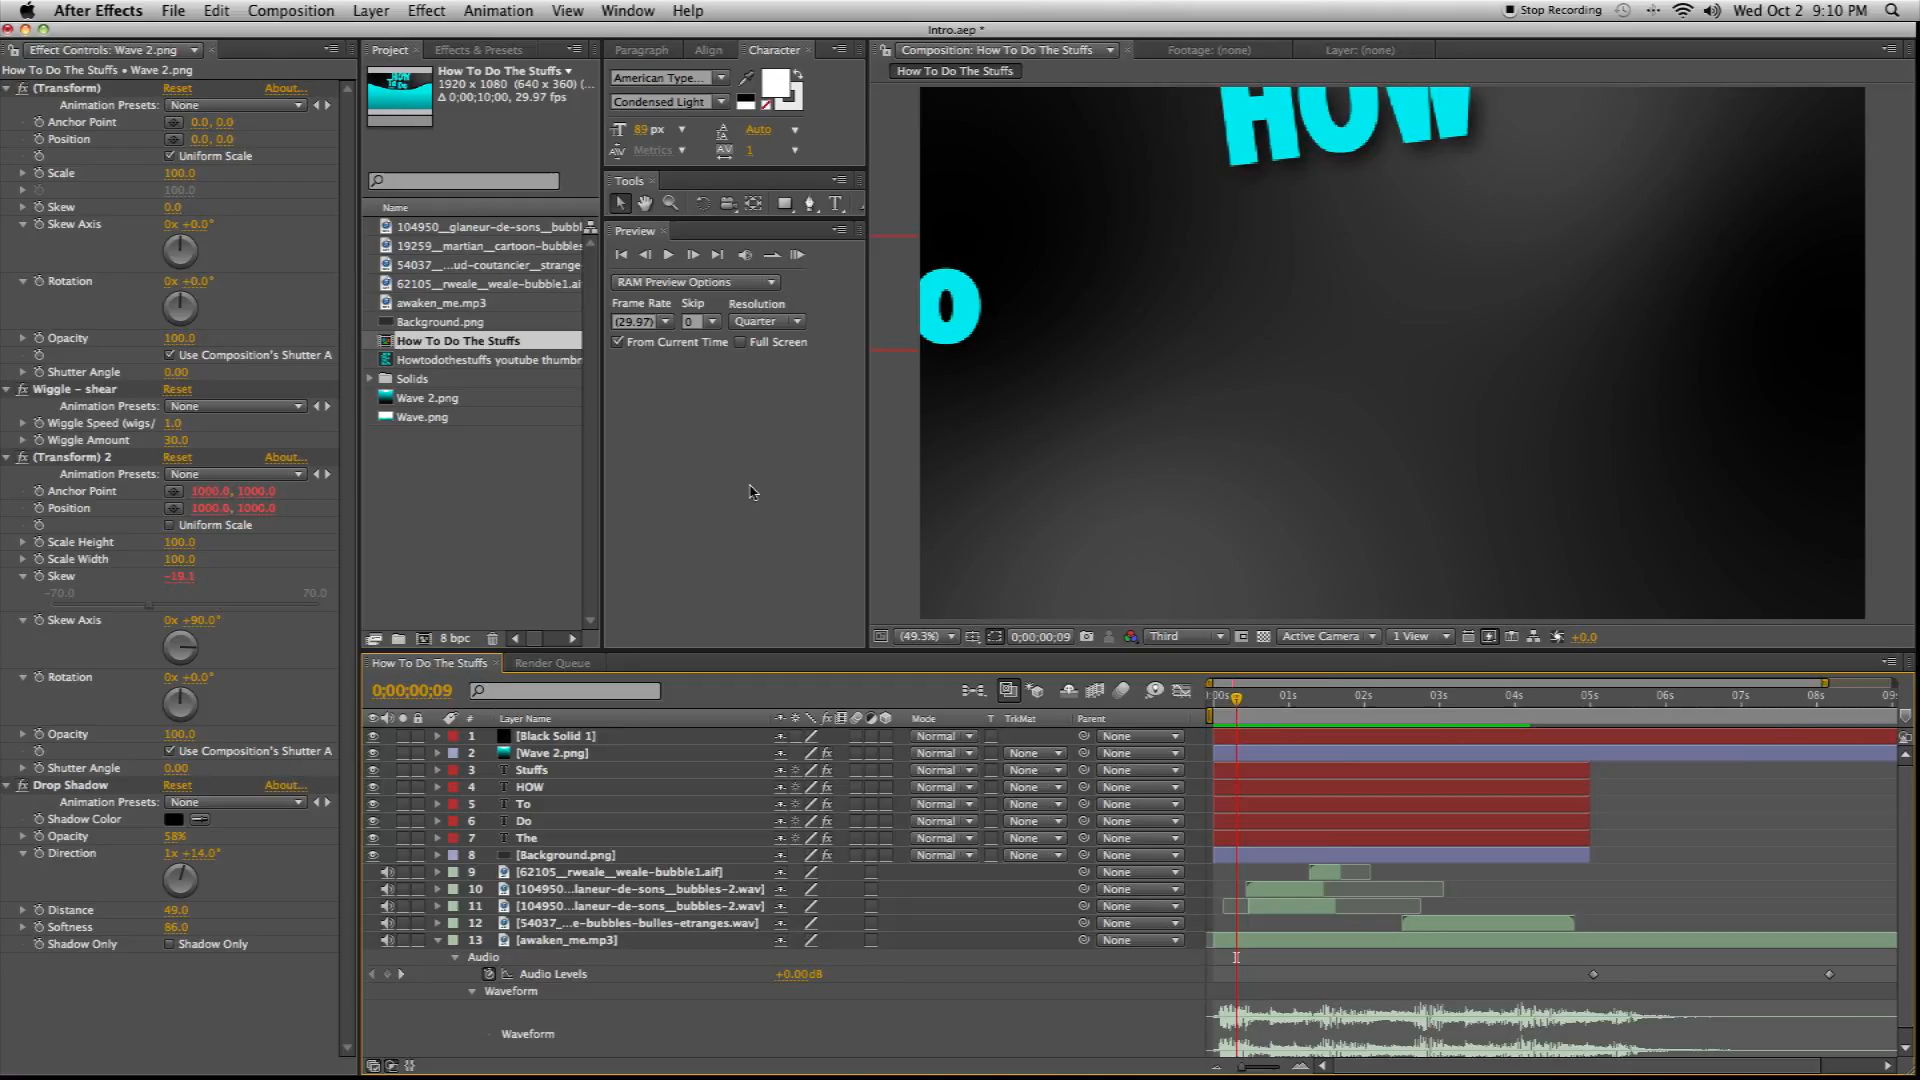 After Effects File Edit Composition Layer Effect Animation View Window Help Stop Recording Wed Oct 2 9:10 PM
Intro.aep *
Effect Controls: Wave 2.png
How To Do The Stuffs • Wave 2.png
(Transform) Reset About...
Animation Presets: None
Anchor Point 0.0, 0.0
Position 0.0, 0.0
Uniform Scale
Scale 100.0
100.0
Skew 0.0
Skew Axis 0x +0.0°
Rotation 0x +0.0°
Opacity 100.0
Use Composition's Shutter A
Shutter Angle 0.00
Wiggle – shear Reset
Animation Presets: None
Wiggle Speed (wigs/ 1.0
Wiggle Amount 30.0
(Transform) 2 Reset About...
Animation Presets: None
Anchor Point 1000.0, 1000.0
Position 1000.0, 1000.0
Uniform Scale
Scale Height 100.0
Scale Width 100.0
Skew -19.1
-70.0 70.0
Skew Axis 0x +90.0°
Rotation 0x +0.0°
Opacity 100.0
Use Composition's Shutter A
Shutter Angle 0.00
Drop Shadow Reset About...
Animation Presets: None
Shadow Color
Opacity 58%
Direction 1x +14.0°
Distance 49.0
Softness 86.0
Shadow Only Shadow Only
Project Effects & Presets
How To Do The Stuffs
1920 x 1080 (640 x 360) (...
Δ 0;00;10;00, 29.97 fps
Name
104950__glaneur-de-sons__bubbl
19259__martian__cartoon-bubbles
54037__...ud-coutancier__strange
62105__rweale__weale-bubble1.ai
awaken_me.mp3
Background.png
How To Do The Stuffs
Howtodothestuffs youtube thumbn
Solids
Wave 2.png
Wave.png
8 bpc
Paragraph Align Character
American Type...
Condensed Light
89 px Auto
Metrics 1
Tools
Preview
RAM Preview Options
Frame Rate Skip Resolution
(29.97) 0 Quarter
From Current Time Full Screen
Composition: How To Do The Stuffs Footage: (none) Layer: (none)
How To Do The Stuffs
HOW
o
(49.3%) 0;00;00;09 Third Active Camera 1 View +0.0
How To Do The Stuffs Render Queue
0;00;00;09
:00s 01s 02s 03s 04s 05s 06s 07s 08s 09
# Layer Name Mode T TrkMat Parent
1 [Black Solid 1] Normal None
2 [Wave 2.png] Normal None None
3 Stuffs Normal None None
4 HOW Normal None None
5 To Normal None None
6 Do Normal None None
7 The Normal None None
8 [Background.png] Normal None None
9 [62105__rweale__weale-bubble1.aif] None
10 [104950...laneur-de-sons__bubbles-2.wav] None
11 [104950...laneur-de-sons__bubbles-2.wav] None
12 [54037_...e-bubbles-bulles-etranges.wav] None
13 [awaken_me.mp3] None
Audio
Audio Levels +0.00dB
Waveform
Waveform